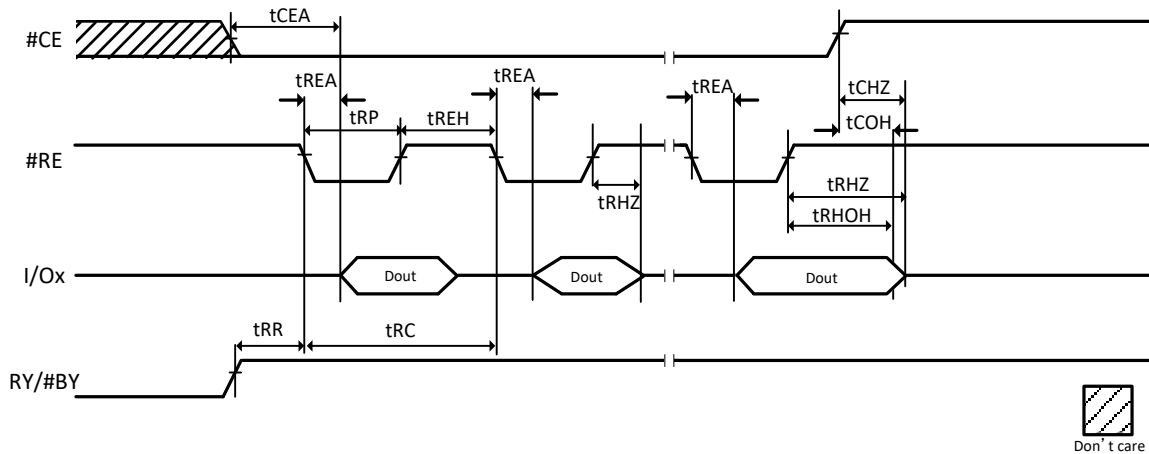 tCEA
#CE
tREA
tREA
tREA
tCHZ
tCOH
tRP
tREH
#RE
tRHZ
tRHZ
tRHOH
I/Ox
Dout
Dout
Dout
tRR
tRC
RY/#BY
Don’t care